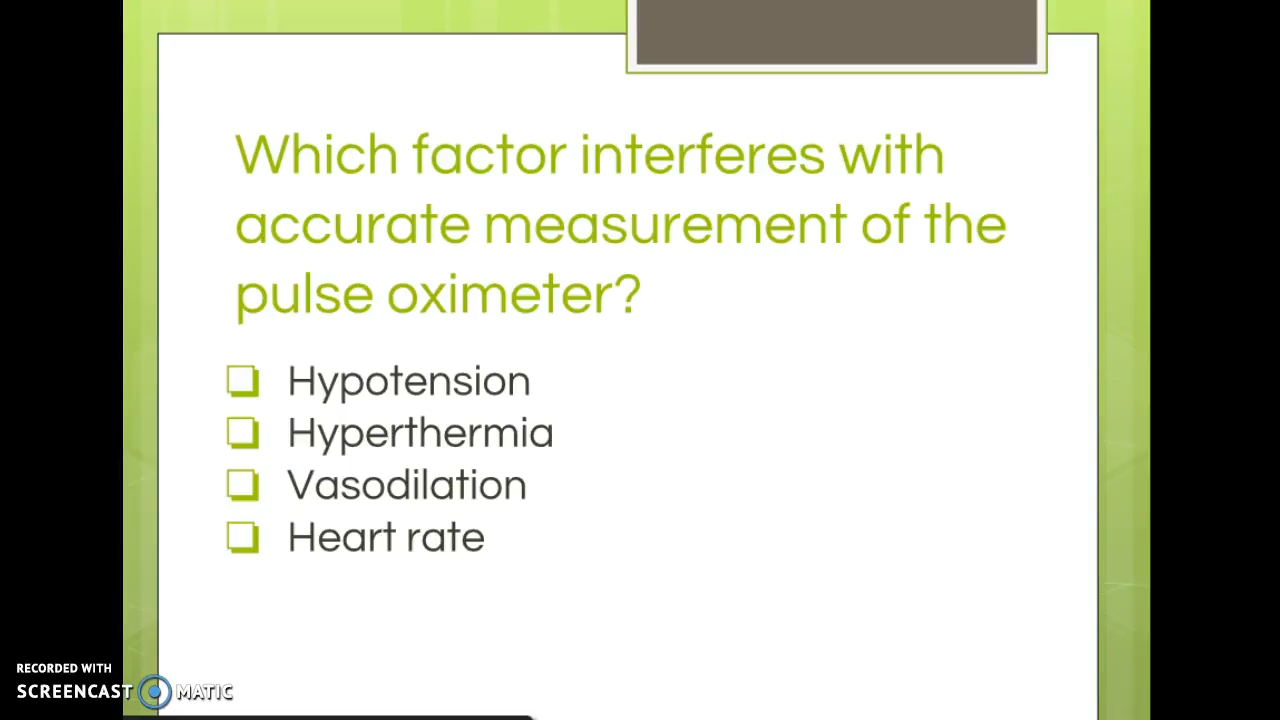 Which factor interferes with
accurate measurement of the
pulse oximeter?
Hypotension
Hyperthermia
Vasodilation
Heart rate
RECORDED WITH
SCREENCAST MATIC